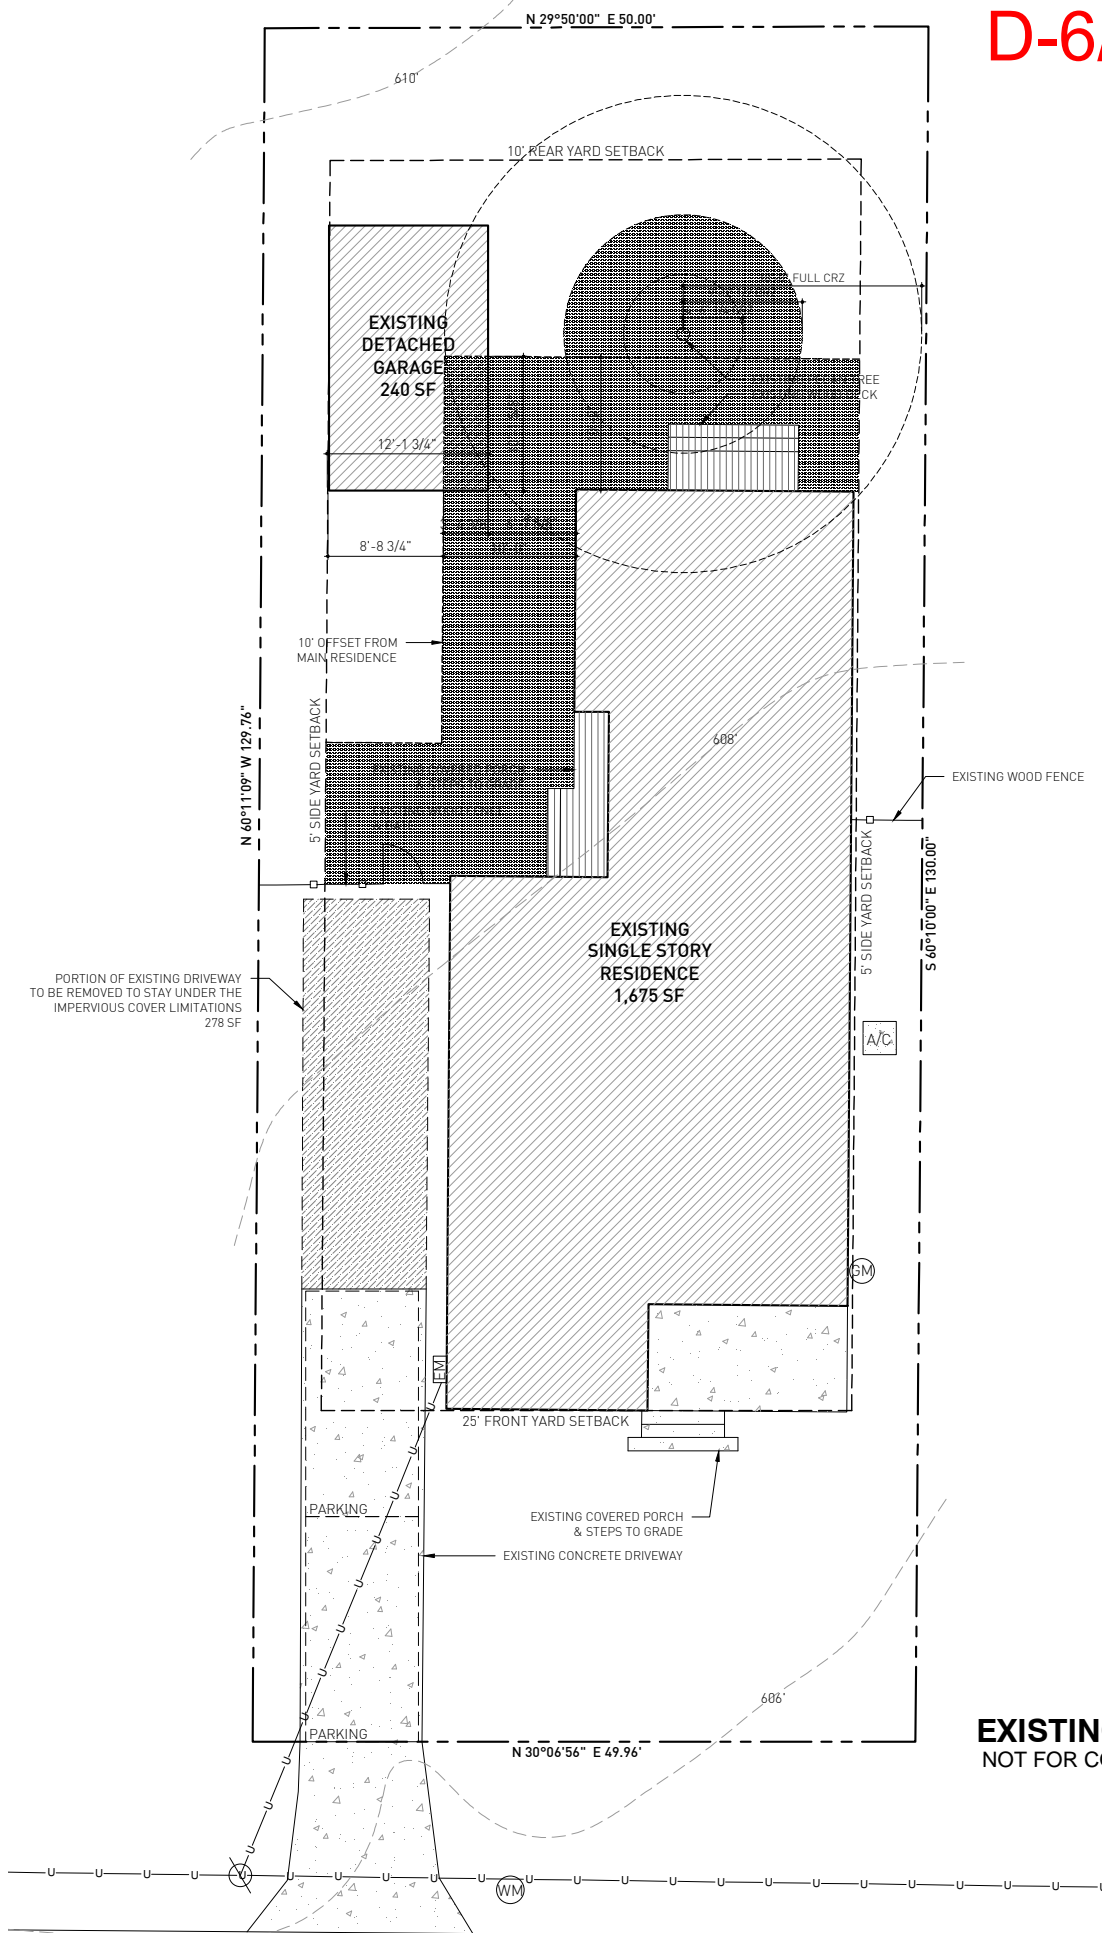 N 29°50'00" E 50.00'
D-6
610'
10' REAR YARD SETBACK
FULL CRZ
EXISTING
DETACHED
GARAGE
240 SF
12'-1 3/4"
8'-8 3/4"
10' OFFSET FROM
MAIN RESIDENCE
N 60°11'09" W 129.76"
5' SIDE YARD SETBACK
608'
EXISTING WOOD FENCE
5' SIDE YARD SETBACK
S 60°10'00" E 130.00"
EXISTING
SINGLE STORY
RESIDENCE
1,675 SF
PORTION OF EXISTING DRIVEWAY
TO BE REMOVED TO STAY UNDER THE
IMPERVIOUS COVER LIMITATIONS
278 SF
A/C
GM
EM
25' FRONT YARD SETBACK
PARKING
EXISTING COVERED PORCH
& STEPS TO GRADE
EXISTING CONCRETE DRIVEWAY
606'
PARKING
N 30°06'56" E 49.96'
EXISTIN
NOT FOR
U U U U U U U U U
U U U U U U U U U U U U U U U U U U U U U U
WM